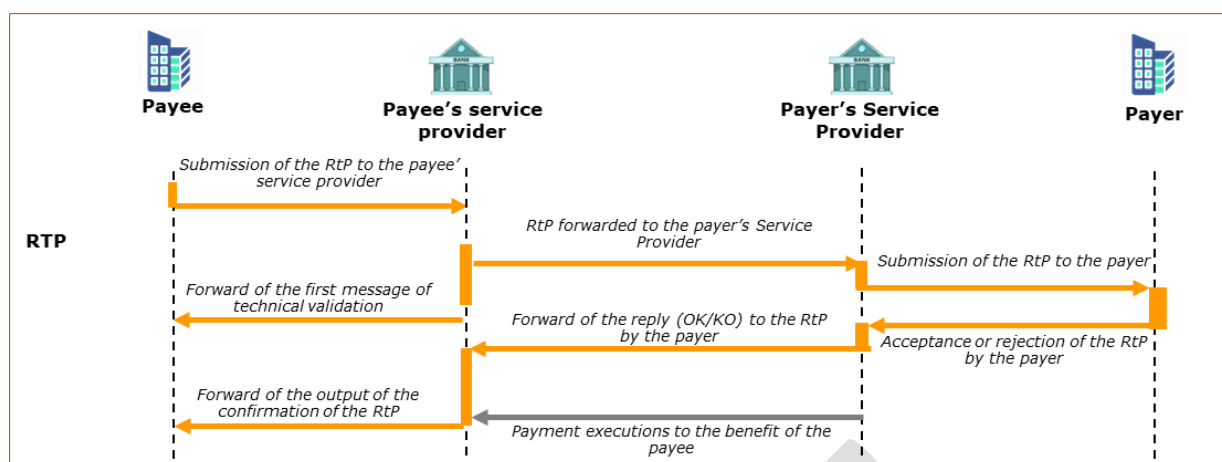 BANK
BANK
Payee
Payee's service
provider
Payer's Service
Provider
Payer
Submission of the RtP to the payee'
service provider
RTP
RtP forwarded to the payer's Service
Provider
Submission of the RtP to the payer
Forward of the first message of
technical validation
Forward of the reply (OK/KO) to the RtP
by the payer
Acceptance or rejection of the RtP
by the payer
Forward of the output of the
confirmation of the RtP
Payment executions to the benefit of the
payee